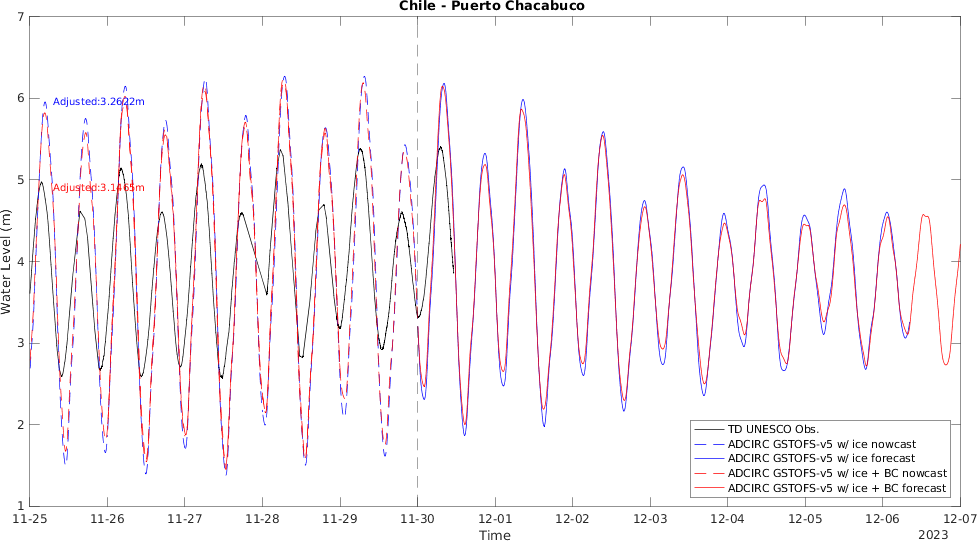 Chile - Puerto Chacabuco
7
6
5
4
3
2
1
Water Level (m)
Adjusted:3.2622m
Adjusted:3.1465m
TD UNESCO Obs.
ADCIRC GSTOFS-v5 w/ ice nowcast
ADCIRC GSTOFS-v5 w/ ice forecast
ADCIRC GSTOFS-v5 w/ ice + BC nowcast
ADCIRC GSTOFS-v5 w/ ice + BC forecast
11-25 11-26 11-27 11-28 11-29 11-30 12-01 12-02 12-03 12-04 12-05 12-06 12-07
Time
2023